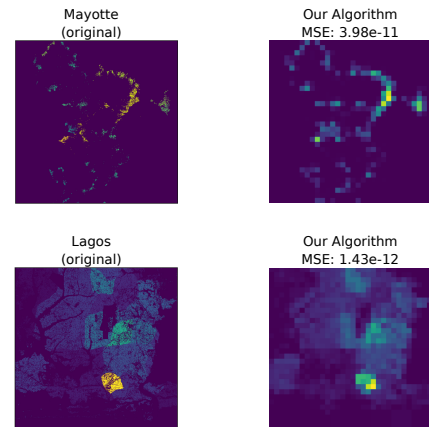 Mayotte
(original)
Our Algorithm
MSE: 3.98e-11
Lagos
(original)
Our Algorithm
MSE: 1.43e-12